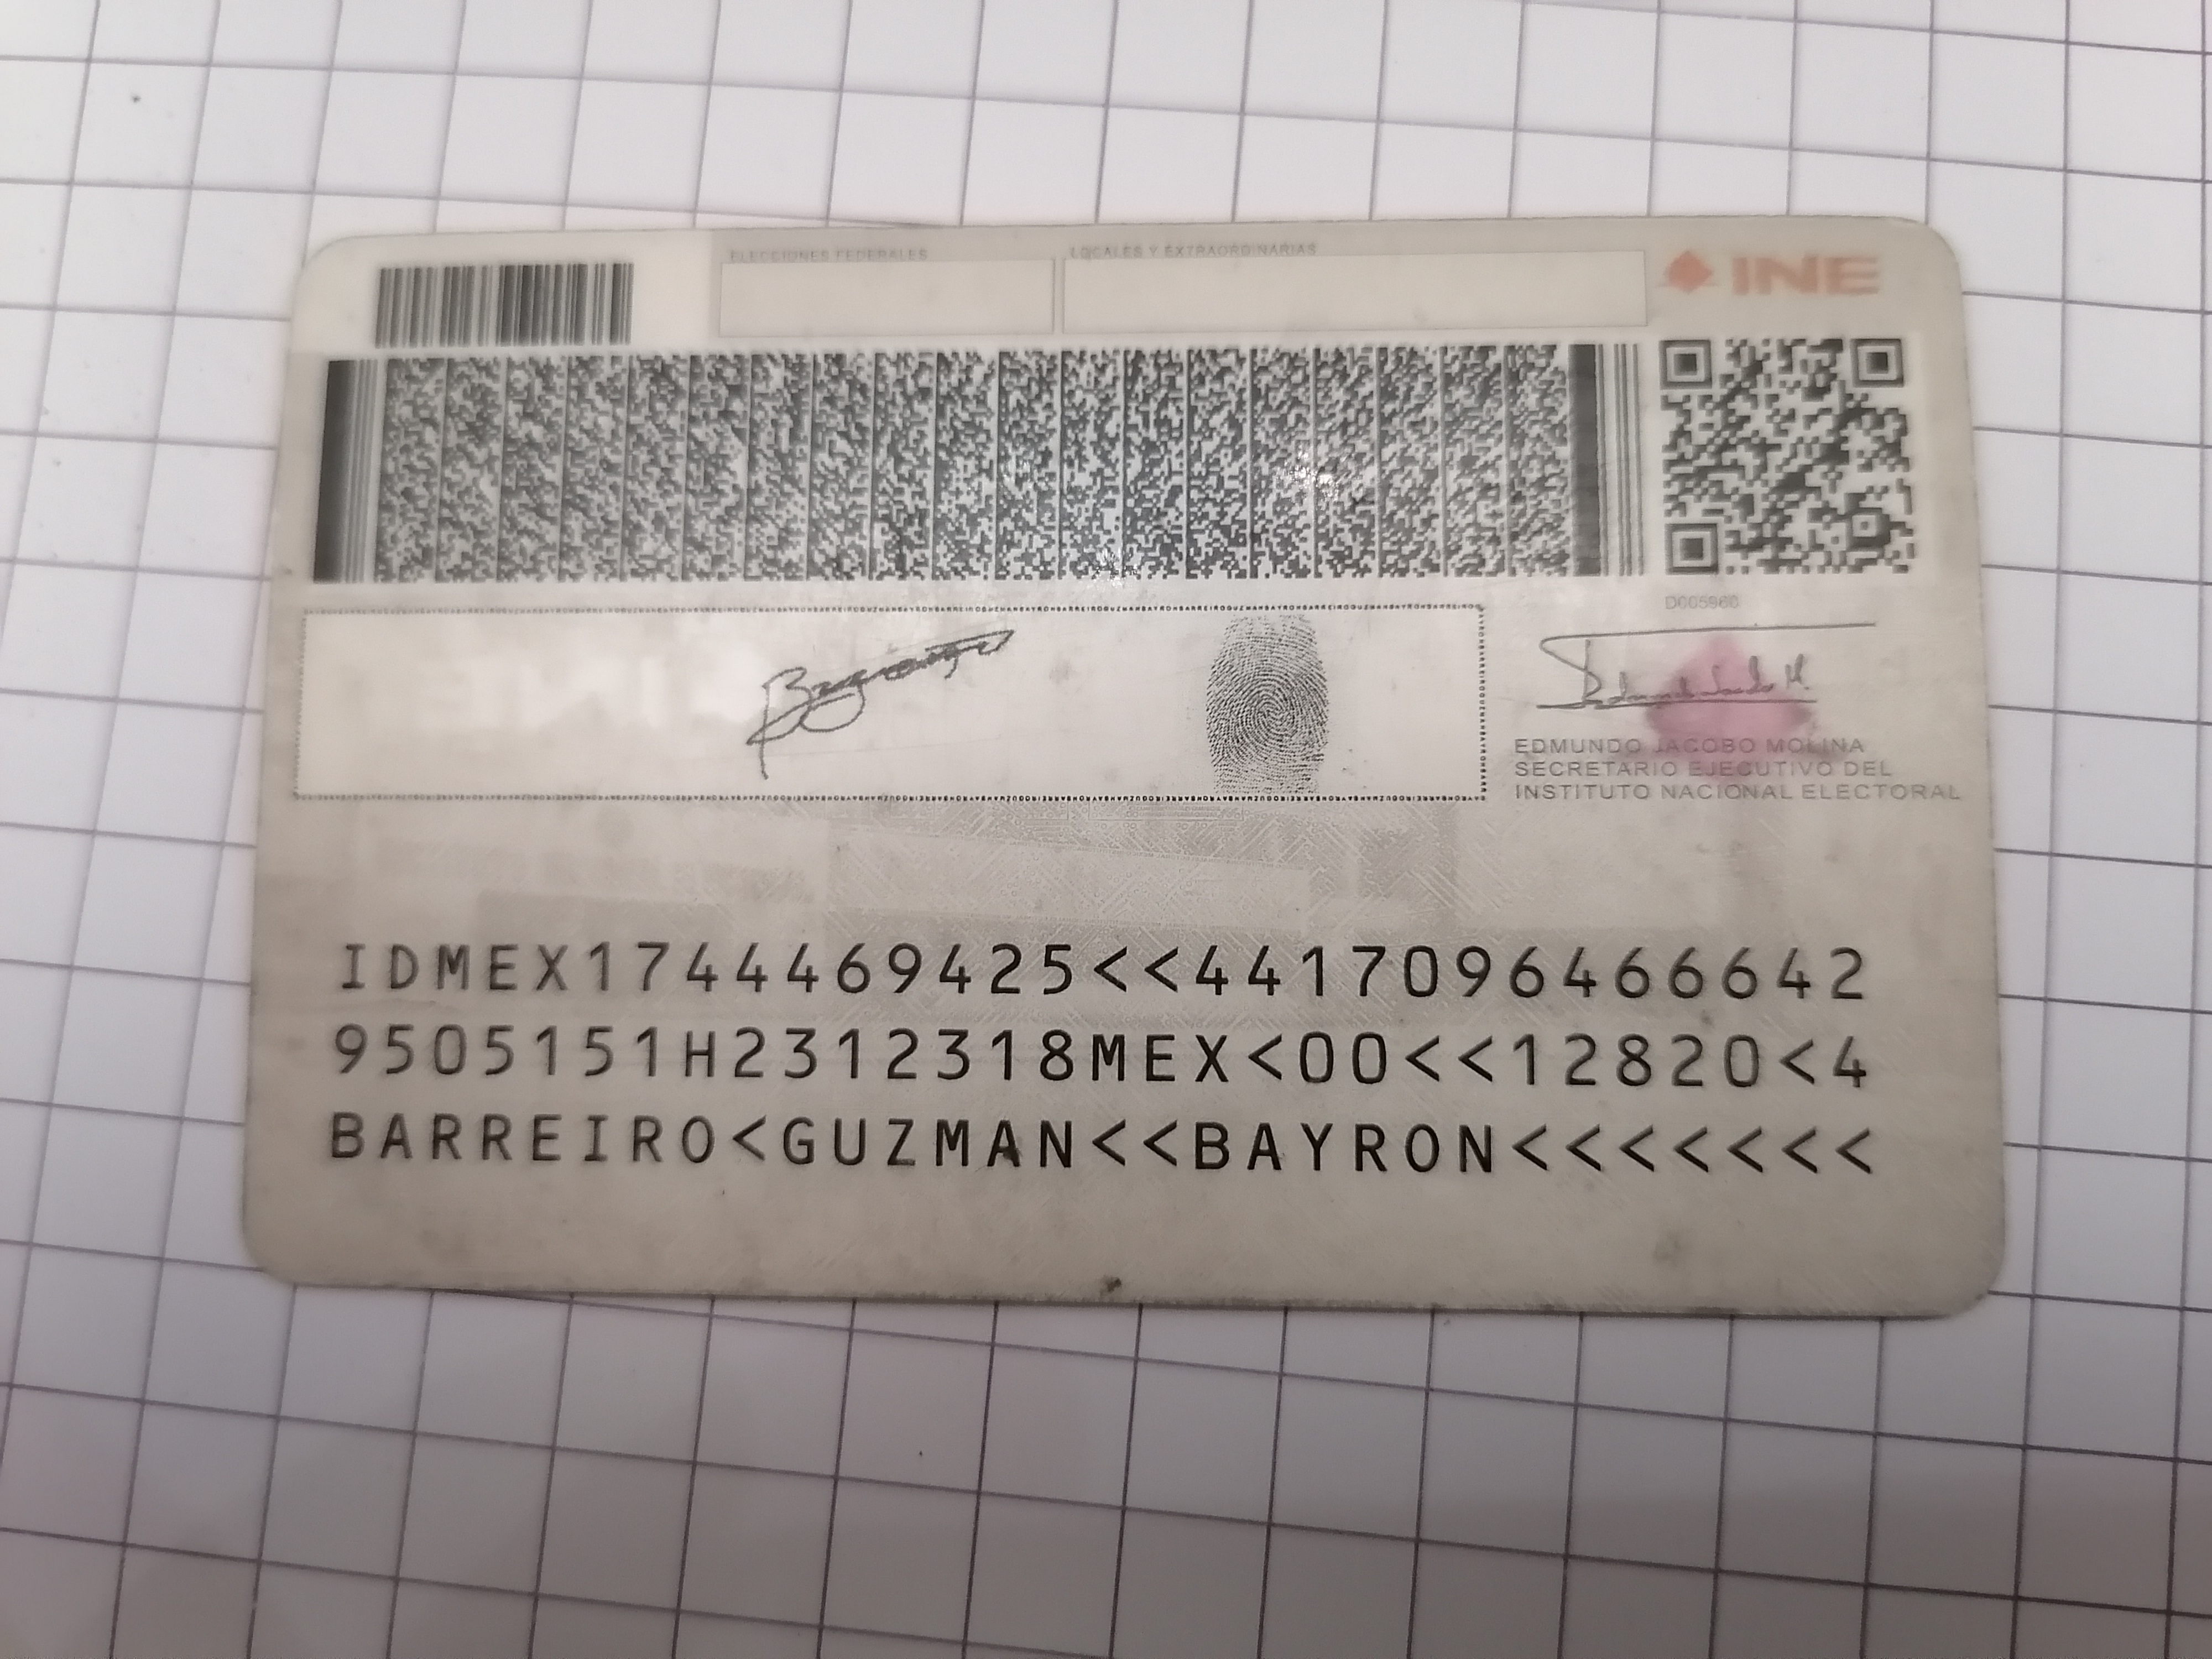 ELECCIONES FEDERALES
LOCALES Y EXTRAORDINARIAS
INE
EDMUNDO JACOBO MOLINA
SECRETARIO EJECUTIVO DEL
INSTITUTO NACIONAL ELECTORAL
IDMEX1744469425<<4417096466642
9505151H2312318MEX<00<<12820<4
BARREIRO<GUZMAN<<BAYRON<<<<<<<